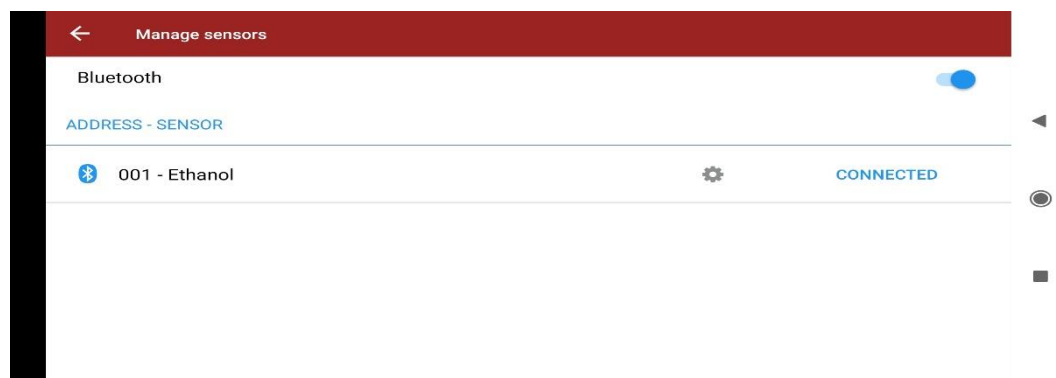 Manage sensors
Bluetooth
ADDRESS - SENSOR
001 - Ethanol CONNECTED